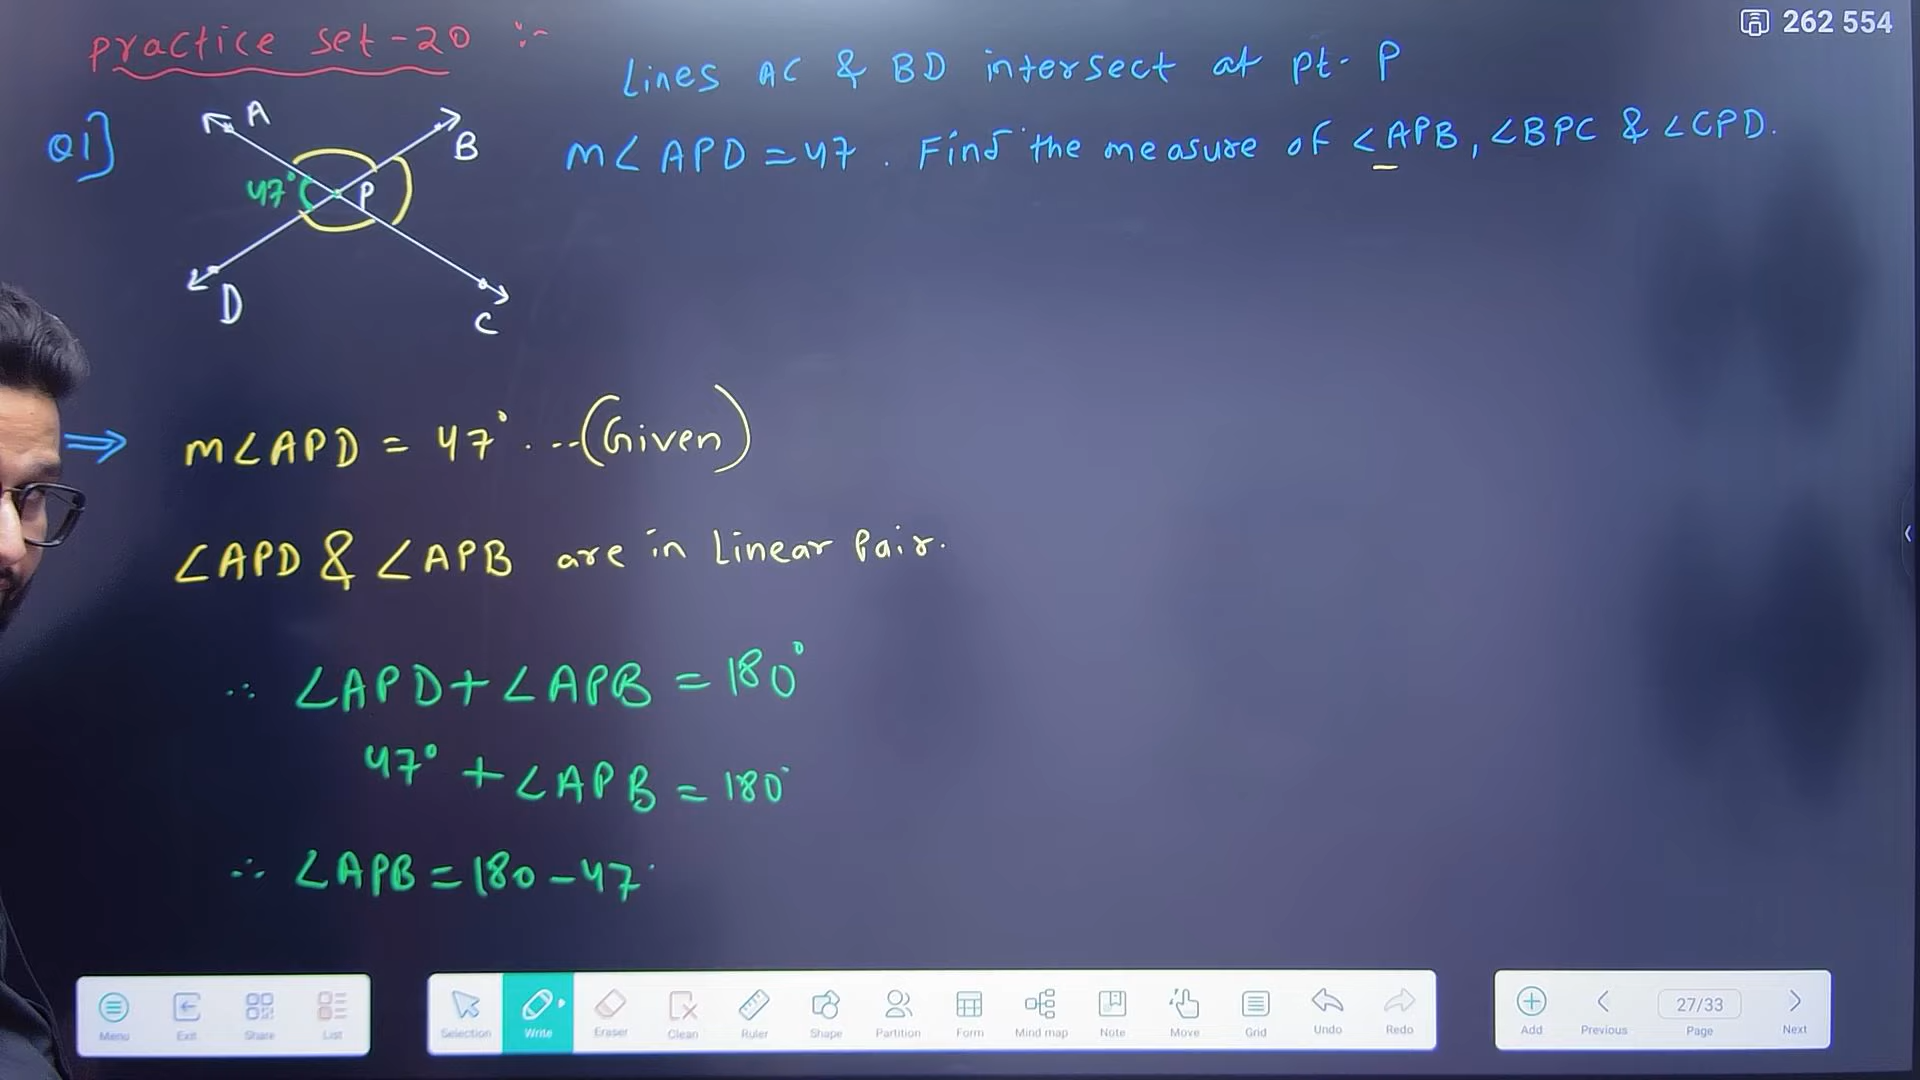 Practice set-20 :-
262 554
Lines AC & BD intersect at pt. P
Q1]
m∠APD = 47 . Find the measure of ∠APB, ∠BPC & ∠CPD.
A
B
47°
P
D
C
⇒ m∠APD = 47° ...(Given)
∠APD & ∠APB are in Linear Pair.
∴ ∠APD + ∠APB = 180°
47° + ∠APB = 180°
∴ ∠APB = 180 - 47
Menu Exit Share List
Selection Write Eraser Clean Ruler Shape Partition Form Mind map Note Move Grid Undo Redo
27/33
Add Previous Page Next